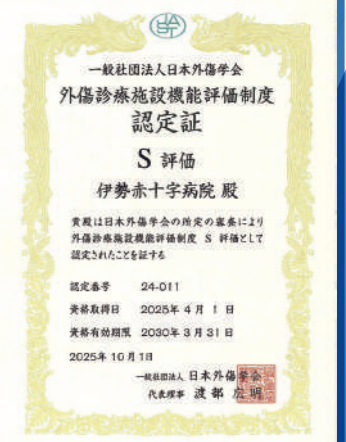 JAST
一般社団法人日本外傷学会
外傷診療施設機能評価制度
認定証
S 評価
伊勢赤十字病院 殿
貴殿は日本外傷学会の所定の審査により
外傷診療施設機能評価制度 S 評価として
認定されたことを証する
認定番号 24-011
資格取得日 2025年 4月 1日
資格有効期限 2030年 3月 31日
2025年 10月 1日
一般社団法人 日本外傷学会
代表理事 渡部 広明